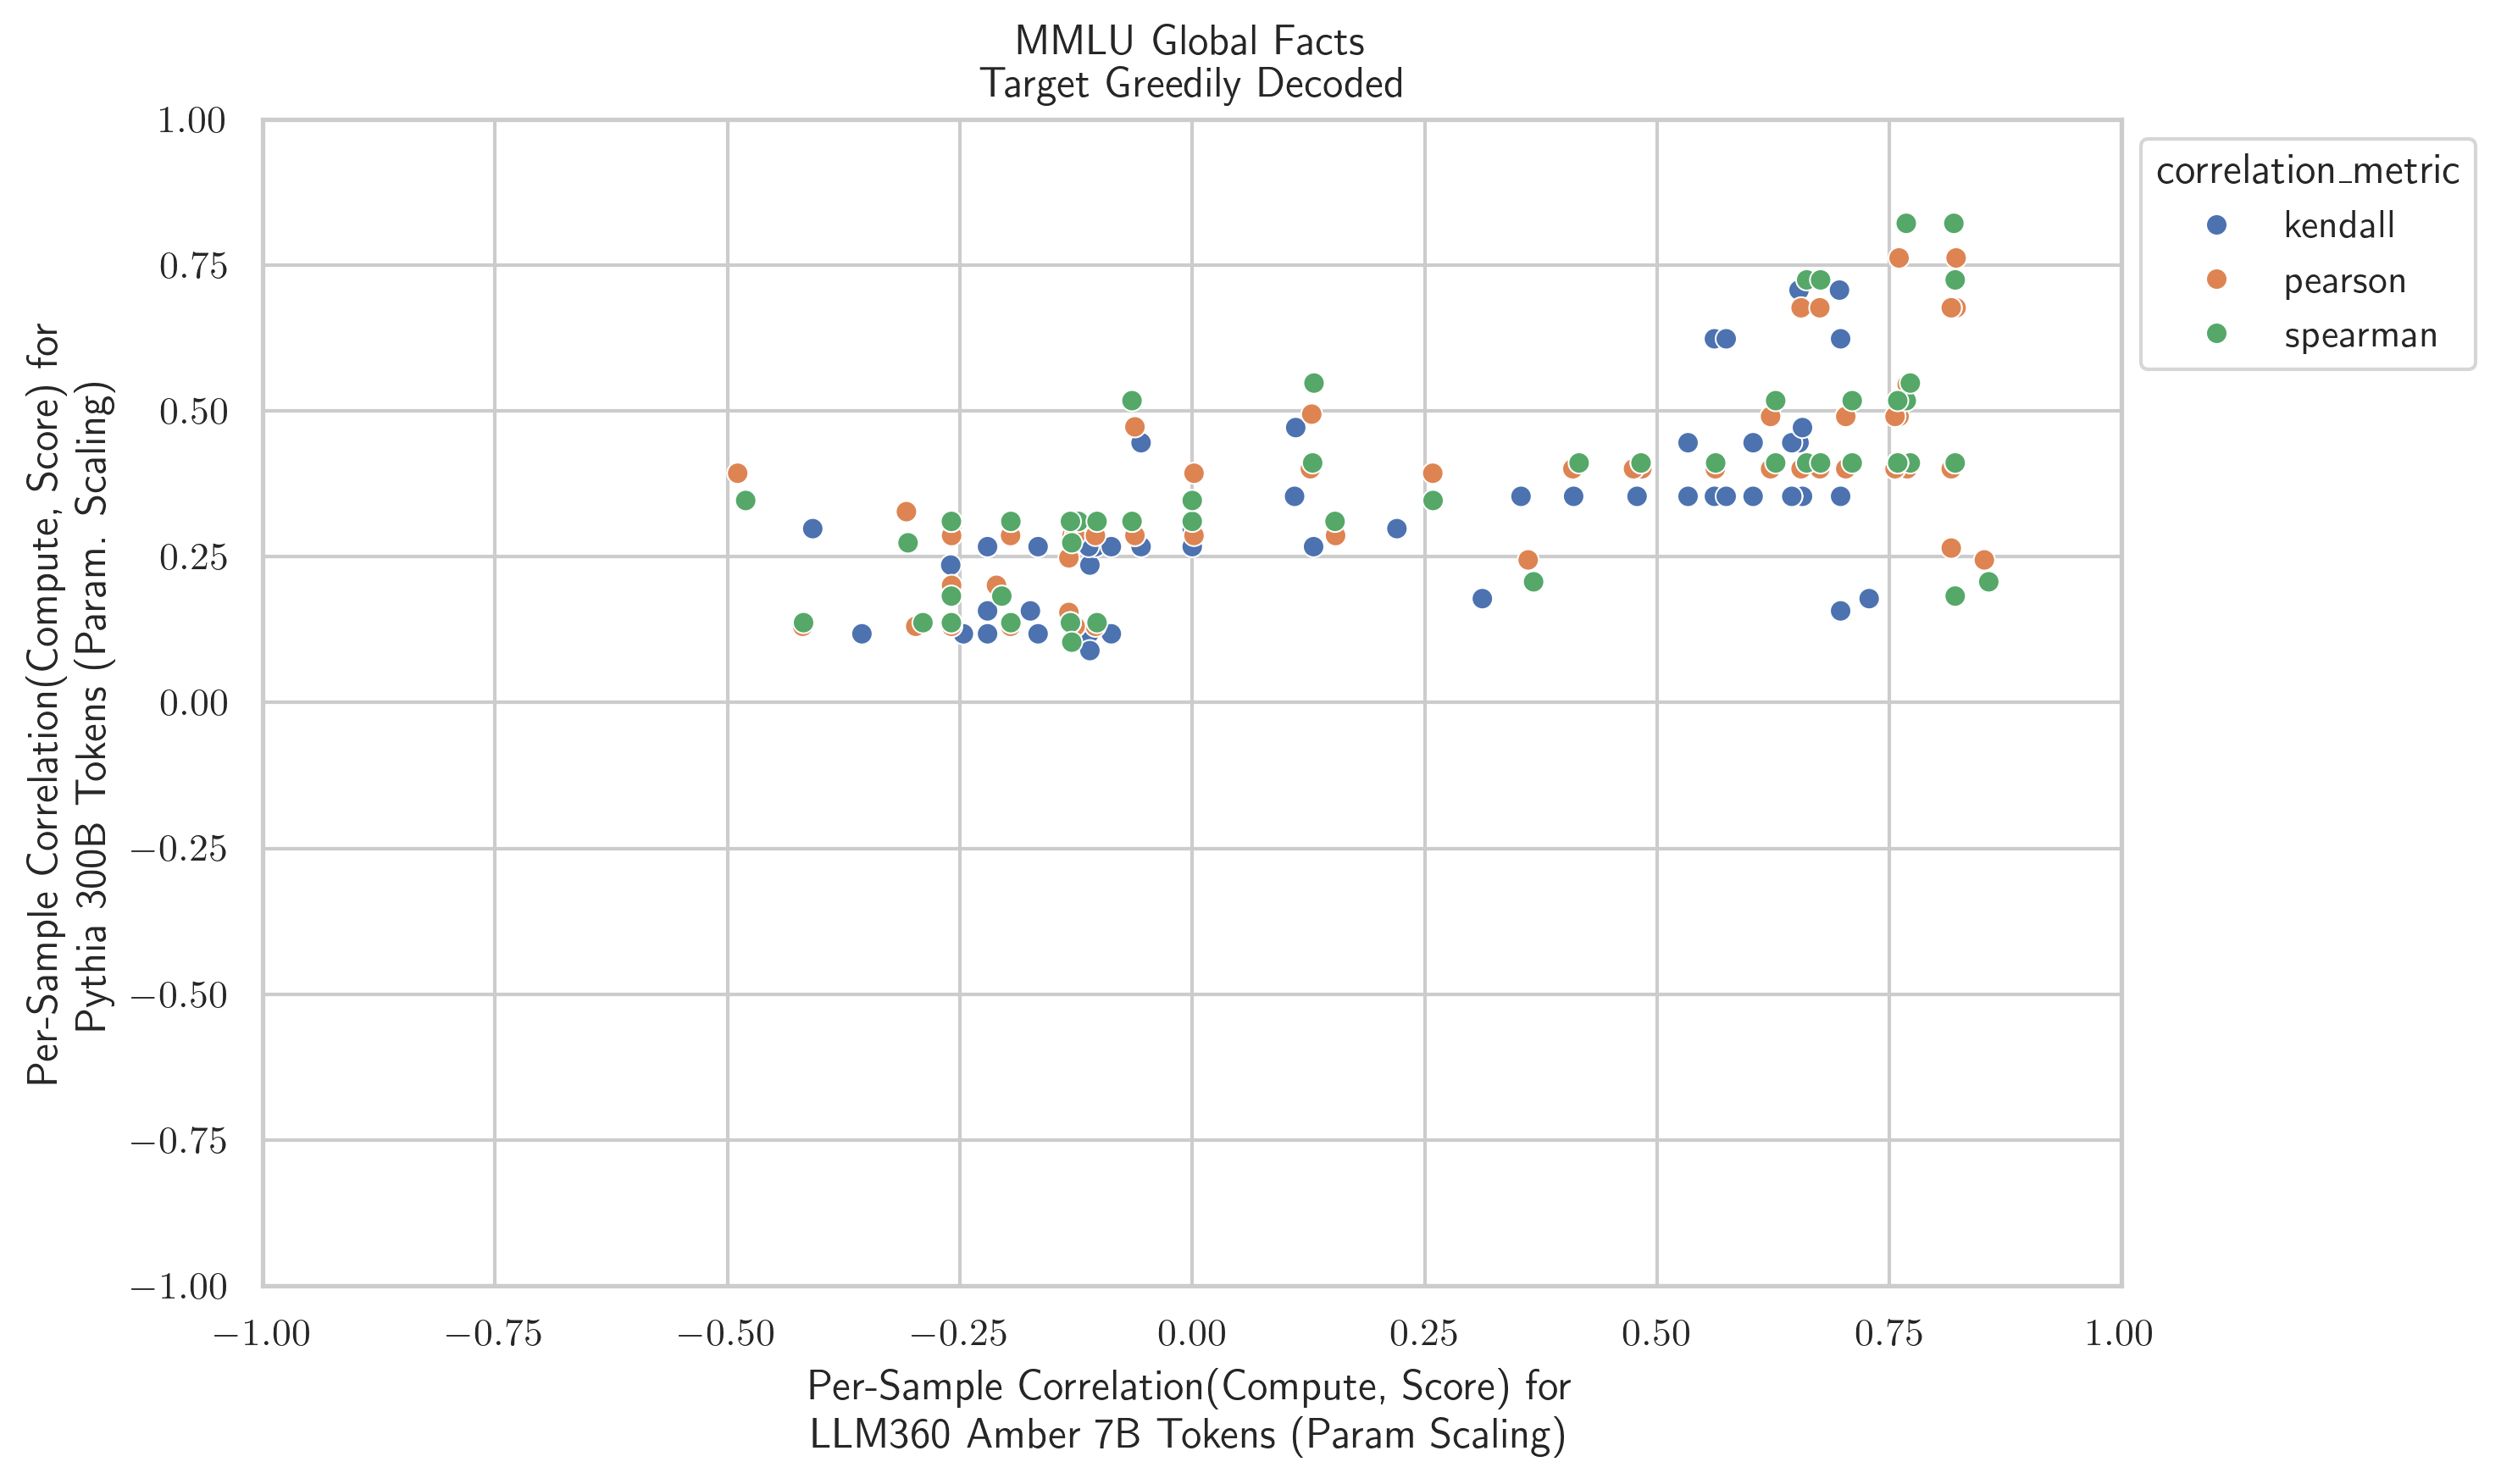 MMLU Global Facts
Target Greedily Decoded
1.00
0.75
0.50
0.25
0.00
−0.25
−0.50
−0.75
−1.00
Per-Sample Correlation(Compute, Score) for
Pythia 300B Tokens (Param. Scaling)
correlation_metric
kendall
pearson
spearman
−1.00
−0.75
−0.50
−0.25
0.00
0.25
0.50
0.75
1.00
Per-Sample Correlation(Compute, Score) for
LLM360 Amber 7B Tokens (Param Scaling)